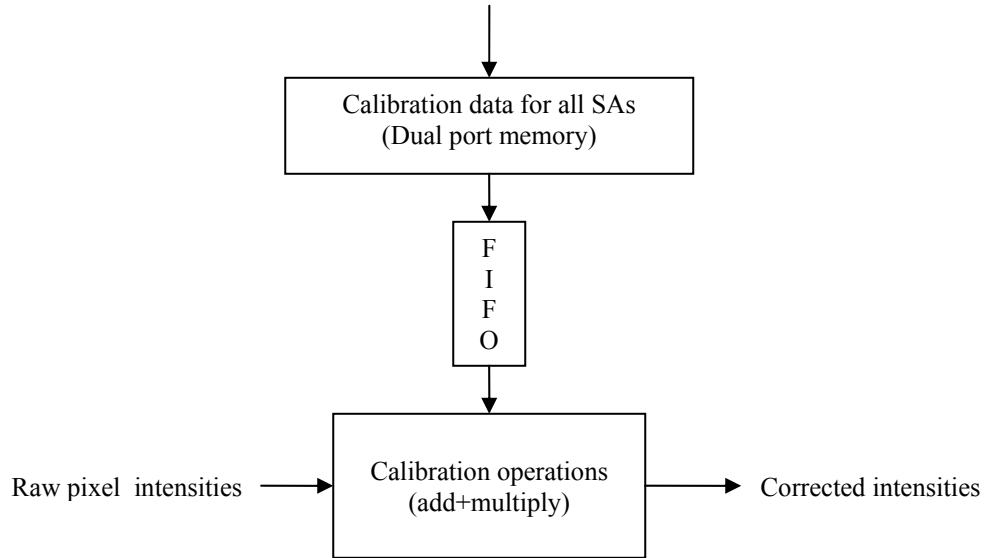 Calibration data for all SAs
(Dual port memory)
F
I
F
O
Raw pixel intensities
Calibration operations
(add+multiply)
Corrected intensities